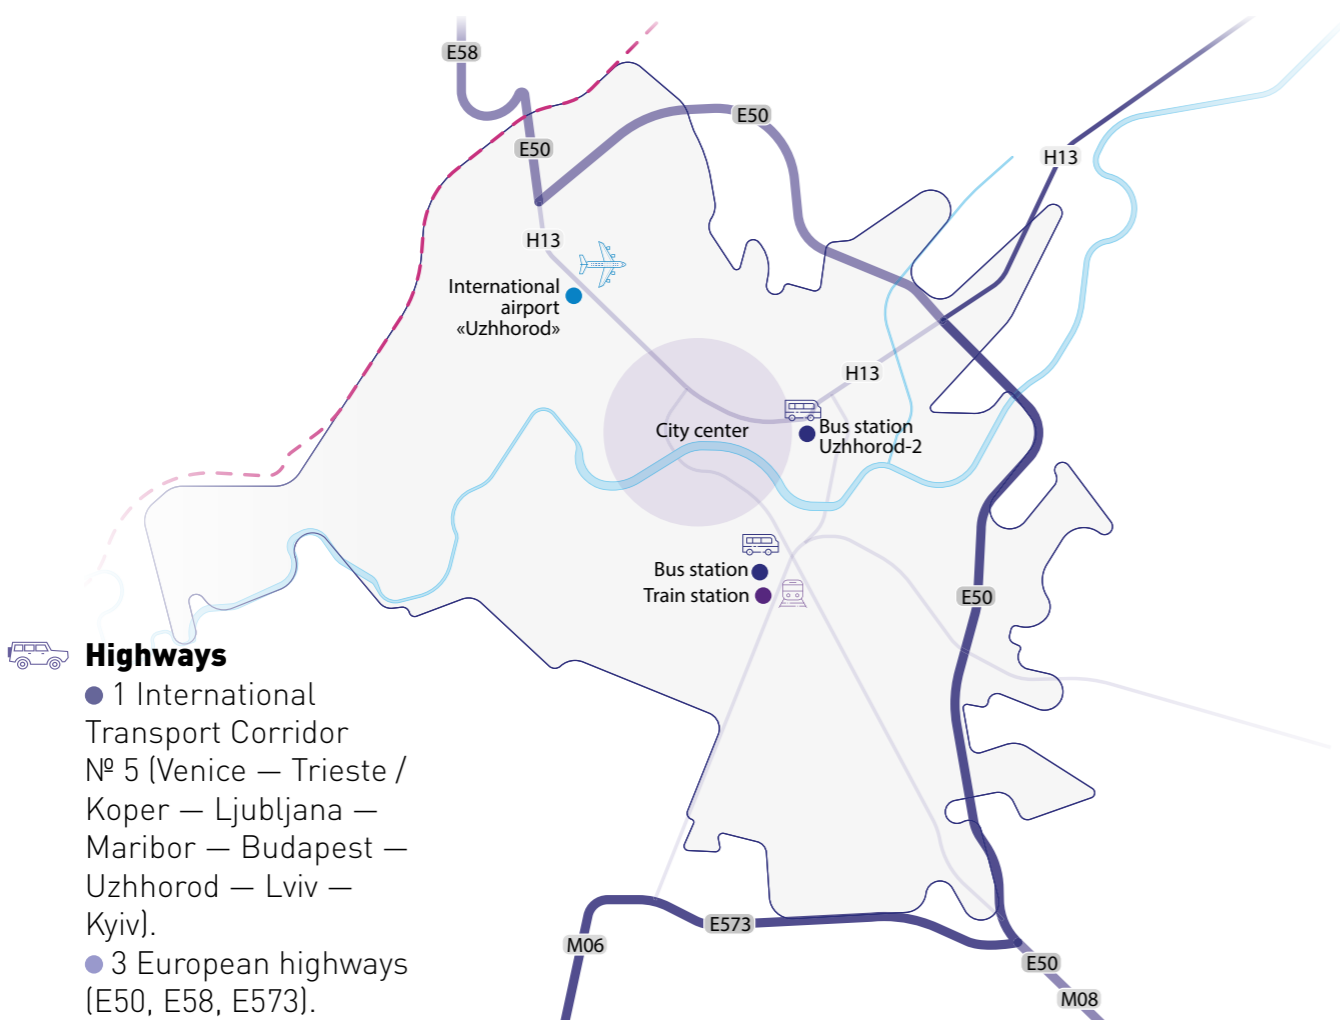 E58
E50
E50
H13
H13
International
airport
«Uzhhorod»
H13
City center
Bus station
Uzhhorod-2
Bus station
Train station
E50
Highways
● 1 International
Transport Corridor
№ 5 (Venice — Trieste /
Koper — Ljubljana —
Maribor — Budapest —
Uzhhorod — Lviv —
Kyiv).
● 3 European highways
(E50, E58, E573).
E573
M06
E50
M08